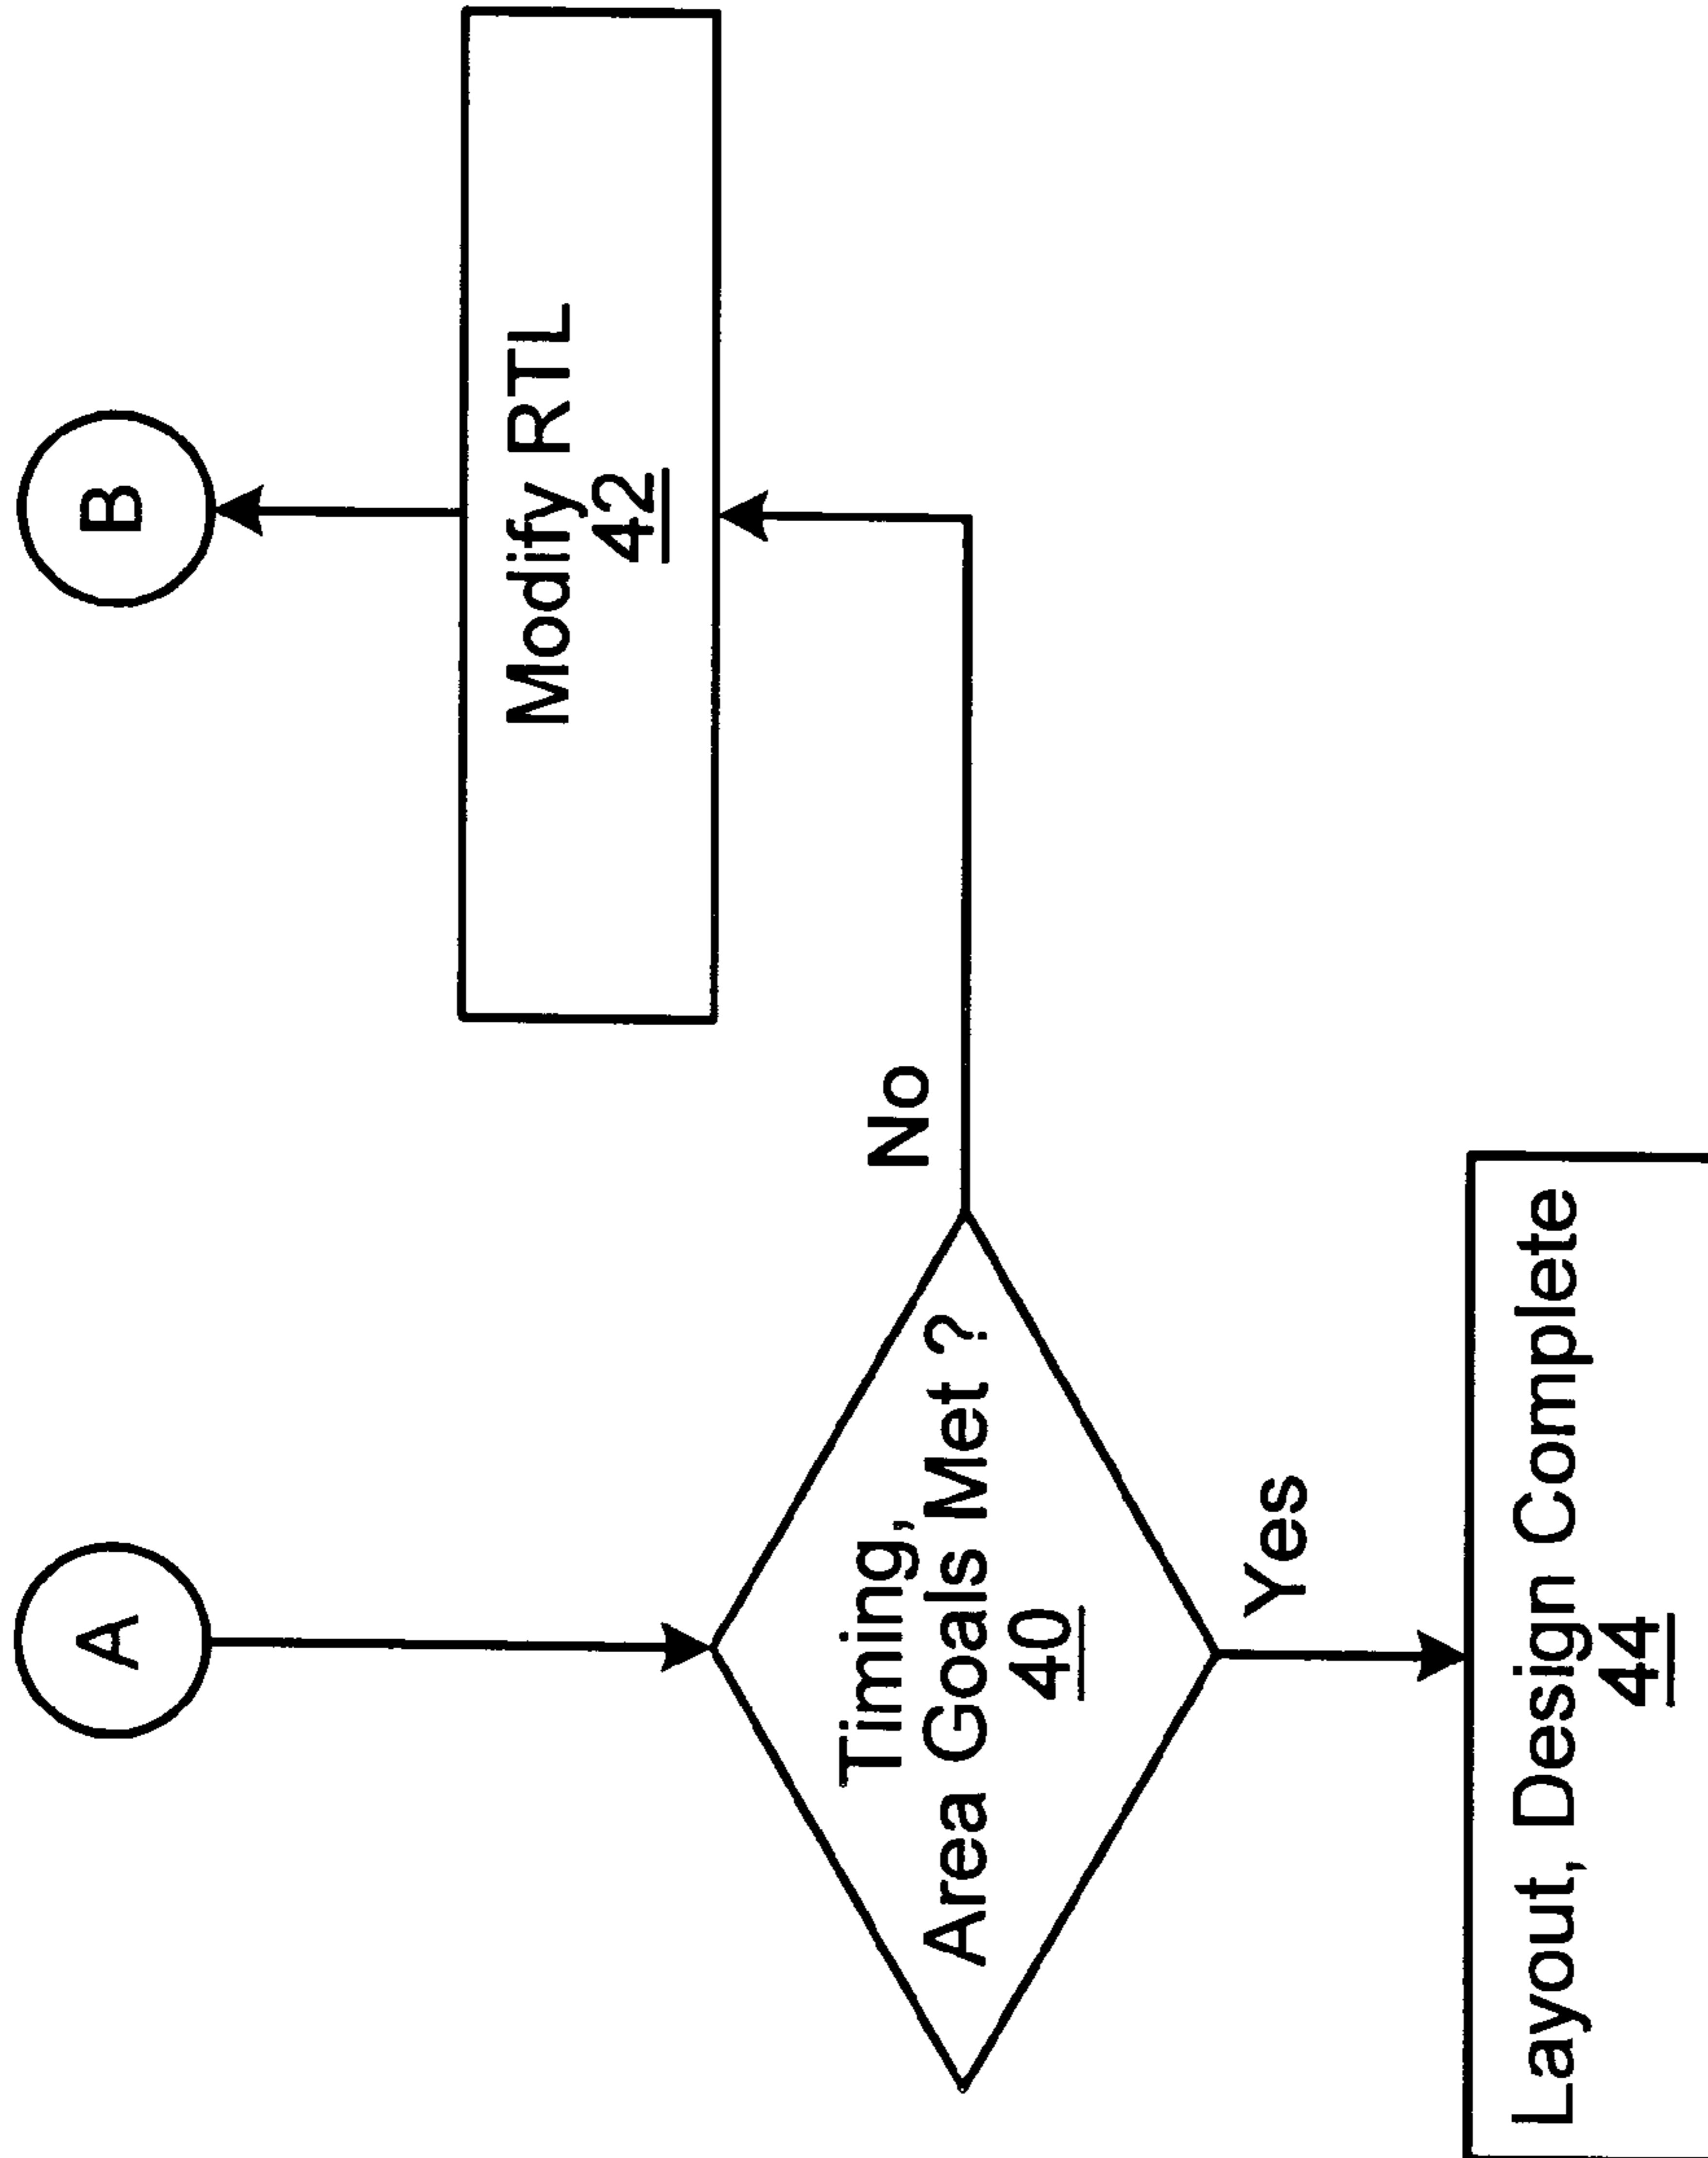 A
B
Timing,
Area Goals Met ?
40
No
Modify RTL
42
Yes
Layout, Design Complete
44